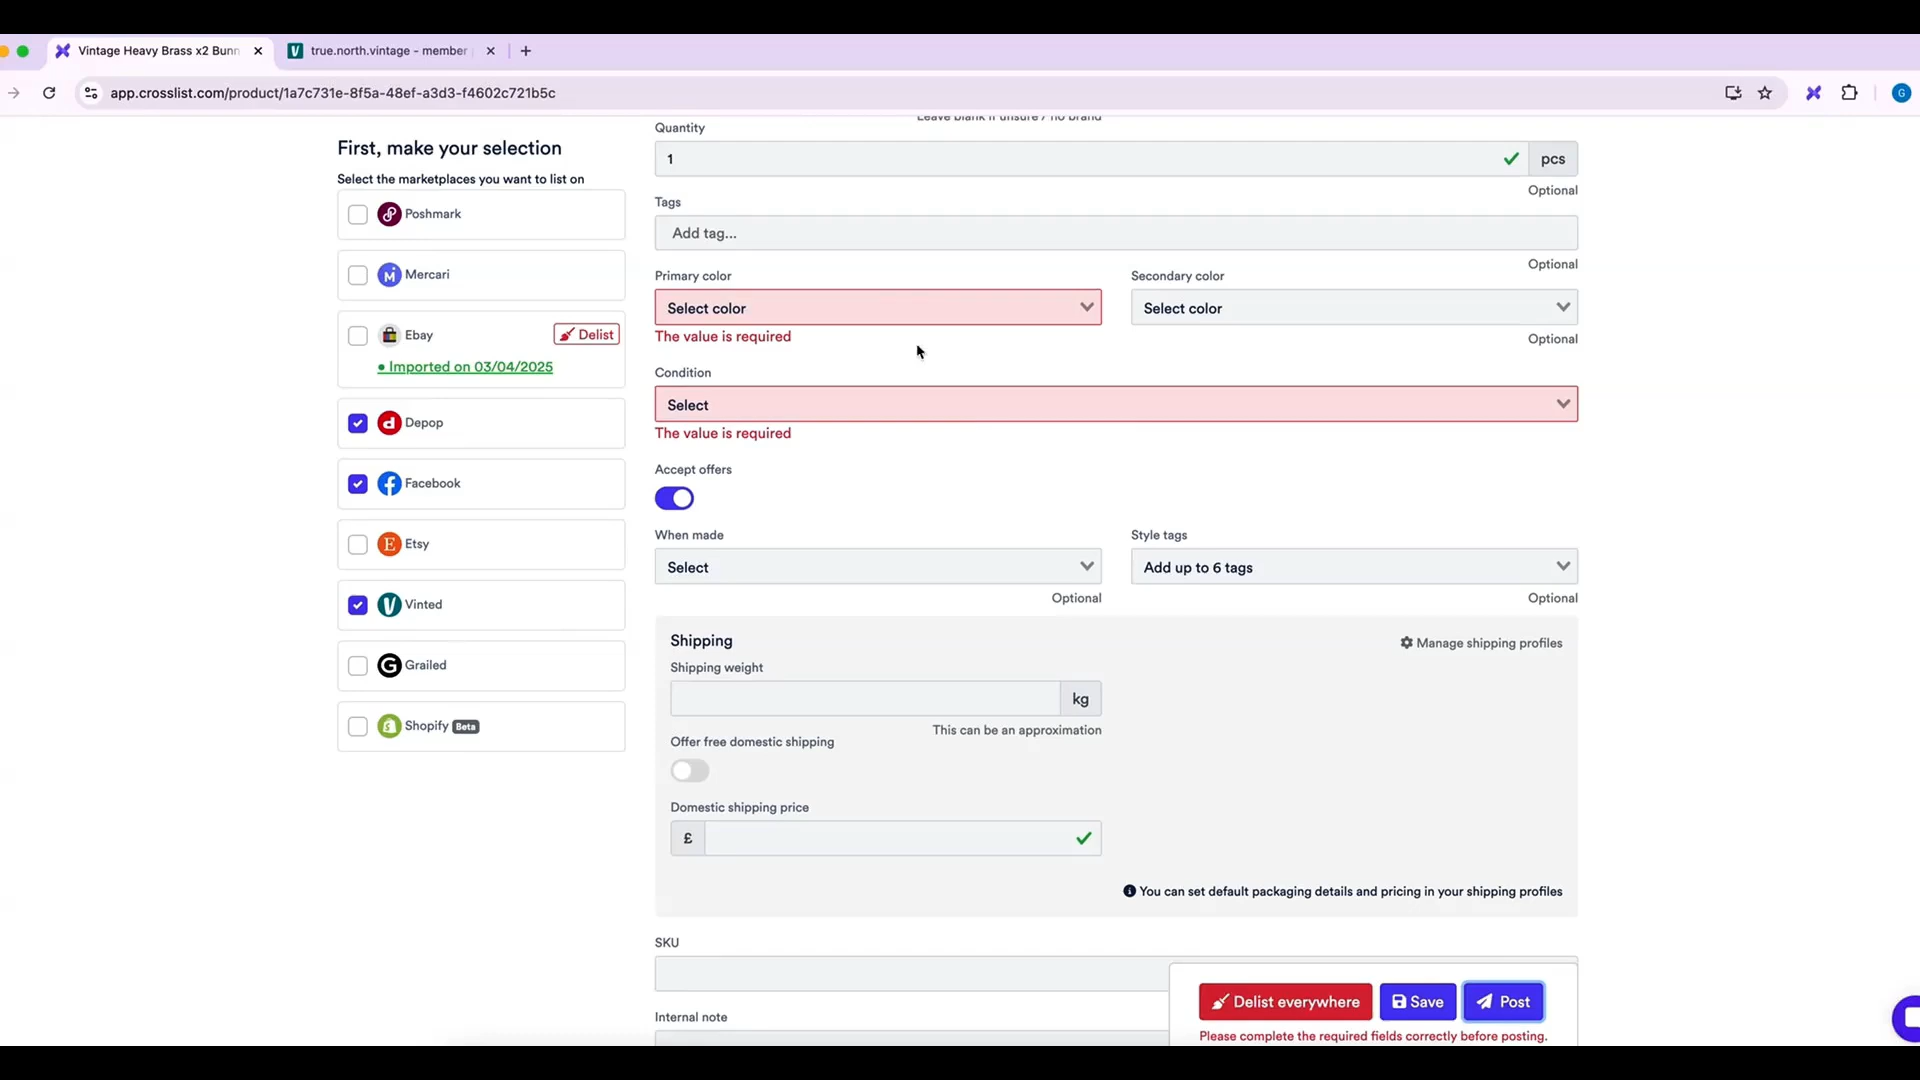 Vintage Heavy Brass x2 Bunn
true.north.vintage - member
app.crosslist.com/product/1a7c731e-8f5a-48ef-a3d3-f4602c721b5c
G
First, make your selection
Select the marketplaces you want to list on
Poshmark
Mercari
Ebay
Delist
Imported on 03/04/2025
Depop
Facebook
Etsy
Vinted
Grailed
Shopify Beta
Leave blank if unsure / no brand
Quantity
1
pcs
Optional
Tags
Add tag...
Optional
Primary color
Secondary color
Select color
Select color
The value is required
Optional
Condition
Select
The value is required
Accept offers
When made
Style tags
Select
Add up to 6 tags
Optional
Optional
Shipping
Manage shipping profiles
Shipping weight
kg
This can be an approximation
Offer free domestic shipping
Domestic shipping price
£
You can set default packaging details and pricing in your shipping profiles
SKU
Internal note
Delist everywhere
Save
Post
Please complete the required fields correctly before posting.